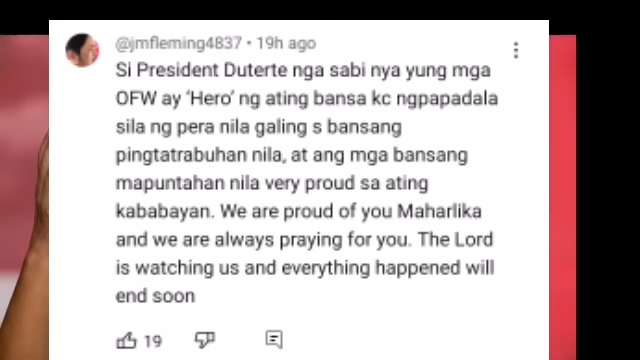 @jmfleming4837 • 19h ago
Si President Duterte nga sabi nya yung mga
OFW ay 'Hero' ng ating bansa kc ngpapadala
sila ng pera nila galing s bansang
pingtatrabuhan nila, at ang mga bansang
mapuntahan nila very proud sa ating
kababayan. We are proud of you Maharlika
and we are always praying for you. The Lord
is watching us and everything happened will
end soon
19